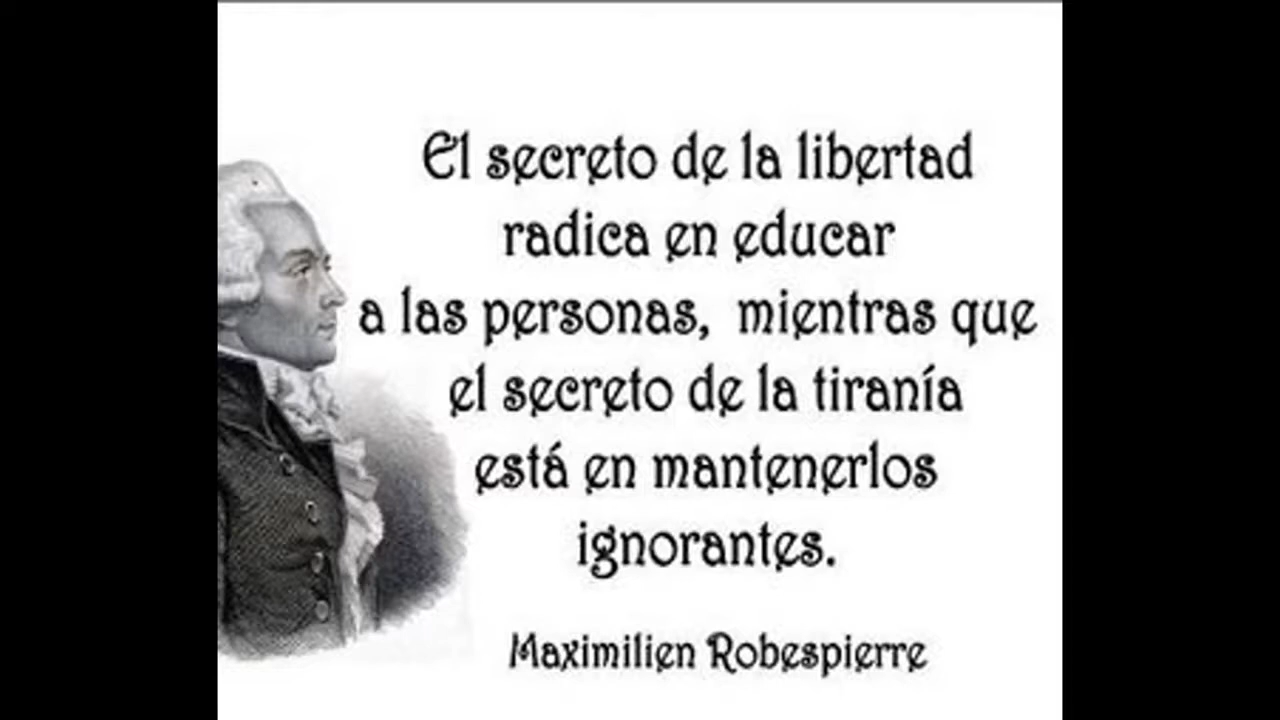 El secreto de la libertad
radica en educar
a las personas, mientras que
el secreto de la tiranía
está en mantenerlos
ignorantes.
Maximilien Robespierre